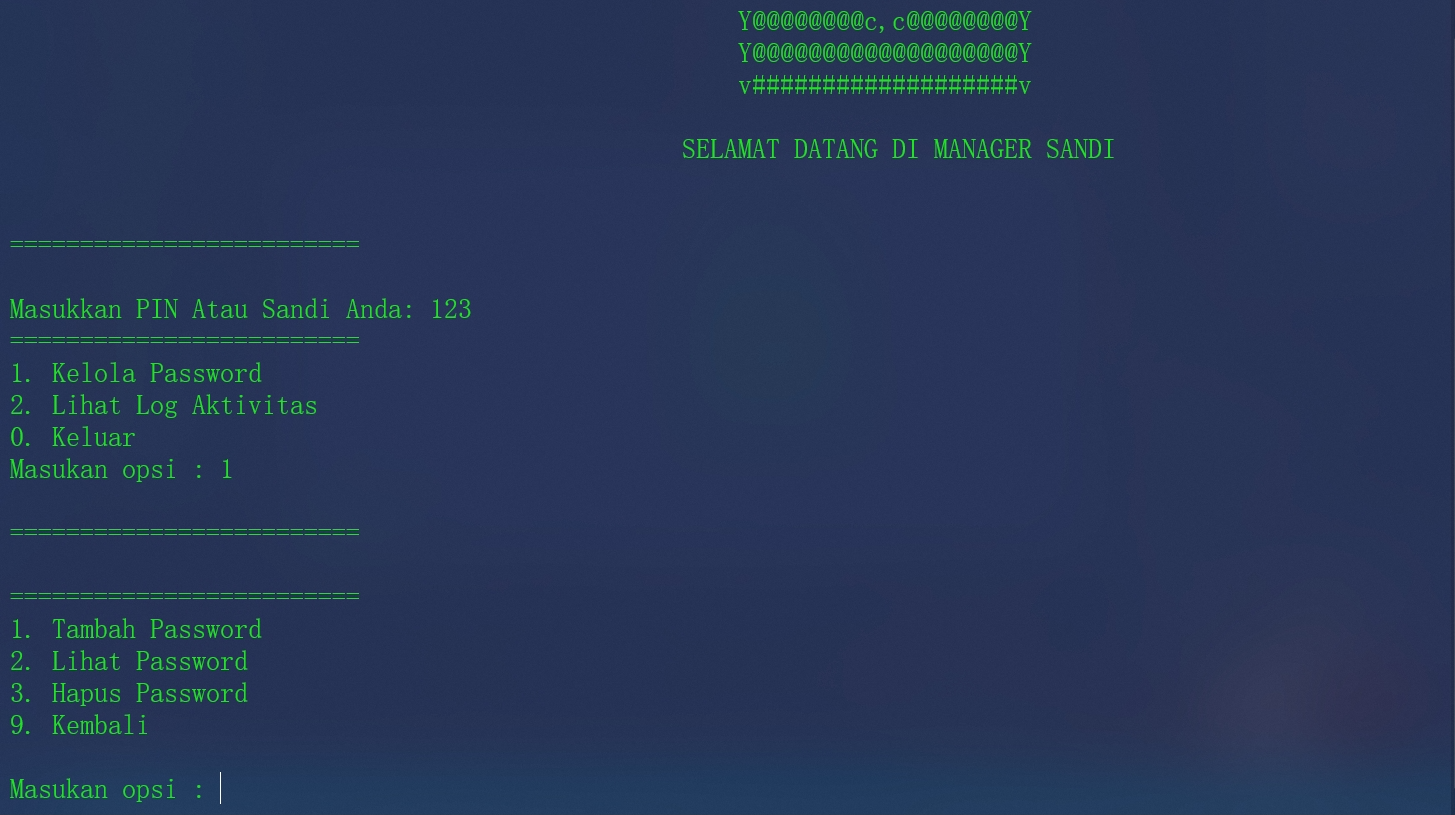 Y@@@@@@@@c,c@@@@@@@@Y
Y@@@@@@@@@@@@@@@@@@@Y
v###################v
SELAMAT DATANG DI MANAGER SANDI
=========================
Masukkan PIN Atau Sandi Anda: 123
=========================
1. Kelola Password
2. Lihat Log Aktivitas
0. Keluar
Masukan opsi : 1
=========================
=========================
1. Tambah Password
2. Lihat Password
3. Hapus Password
9. Kembali
Masukan opsi :